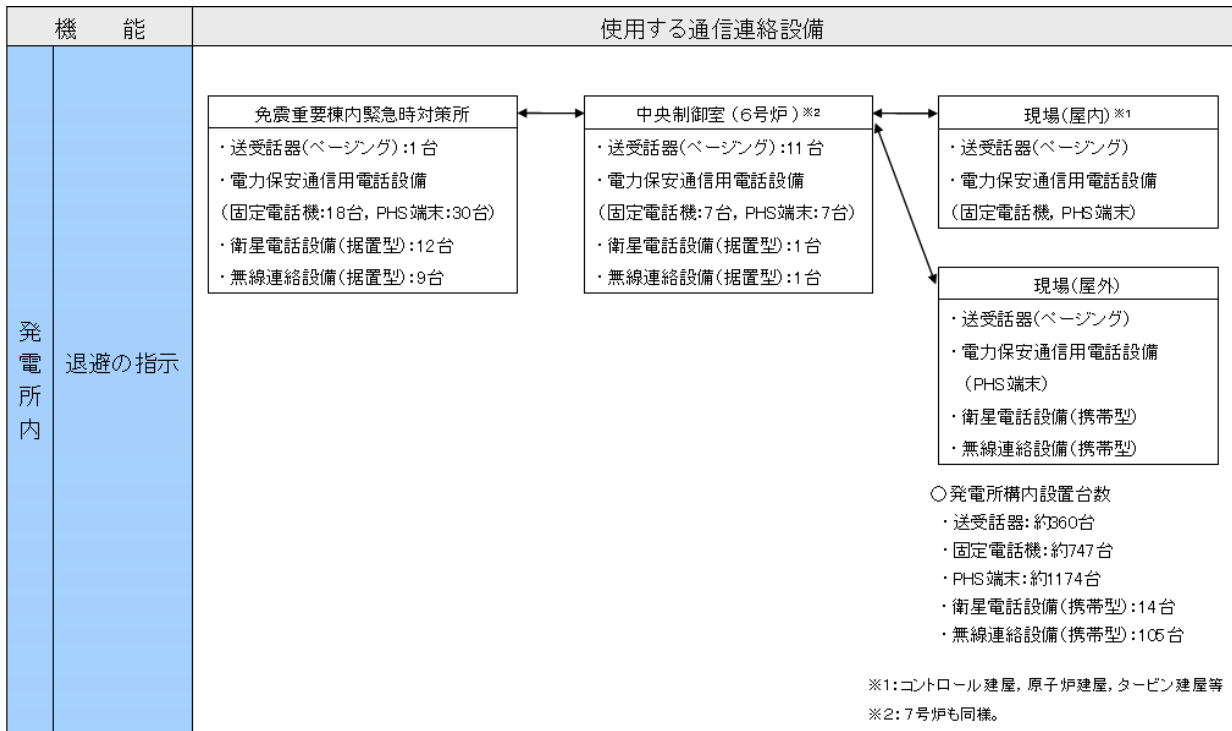 機 能
使用する通信連絡設備
発電所内
退避の指示
免震重要棟内緊急時対策所
・送受話器(ページング):1台
・電力保安通信用電話設備
(固定電話機:18台, PHS端末:30台)
・衛星電話設備(据置型):12台
・無線連絡設備(据置型):9台
中央制御室(6号炉)※2
・送受話器(ページング):11台
・電力保安通信用電話設備
(固定電話機:7台, PHS端末:7台)
・衛星電話設備(据置型):1台
・無線連絡設備(据置型):1台
現場(屋内)※1
・送受話器(ページング)
・電力保安通信用電話設備
(固定電話機, PHS端末)
現場(屋外)
・送受話器(ページング)
・電力保安通信用電話設備
(PHS端末)
・衛星電話設備(携帯型)
・無線連絡設備(携帯型)
○発電所構内設置台数
・送受話器:約360台
・固定電話機:約747台
・PHS端末:約1174台
・衛星電話設備(携帯型):14台
・無線連絡設備(携帯型):105台
※1:コントロール建屋, 原子炉建屋, タービン建屋等
※2:7号炉も同様。